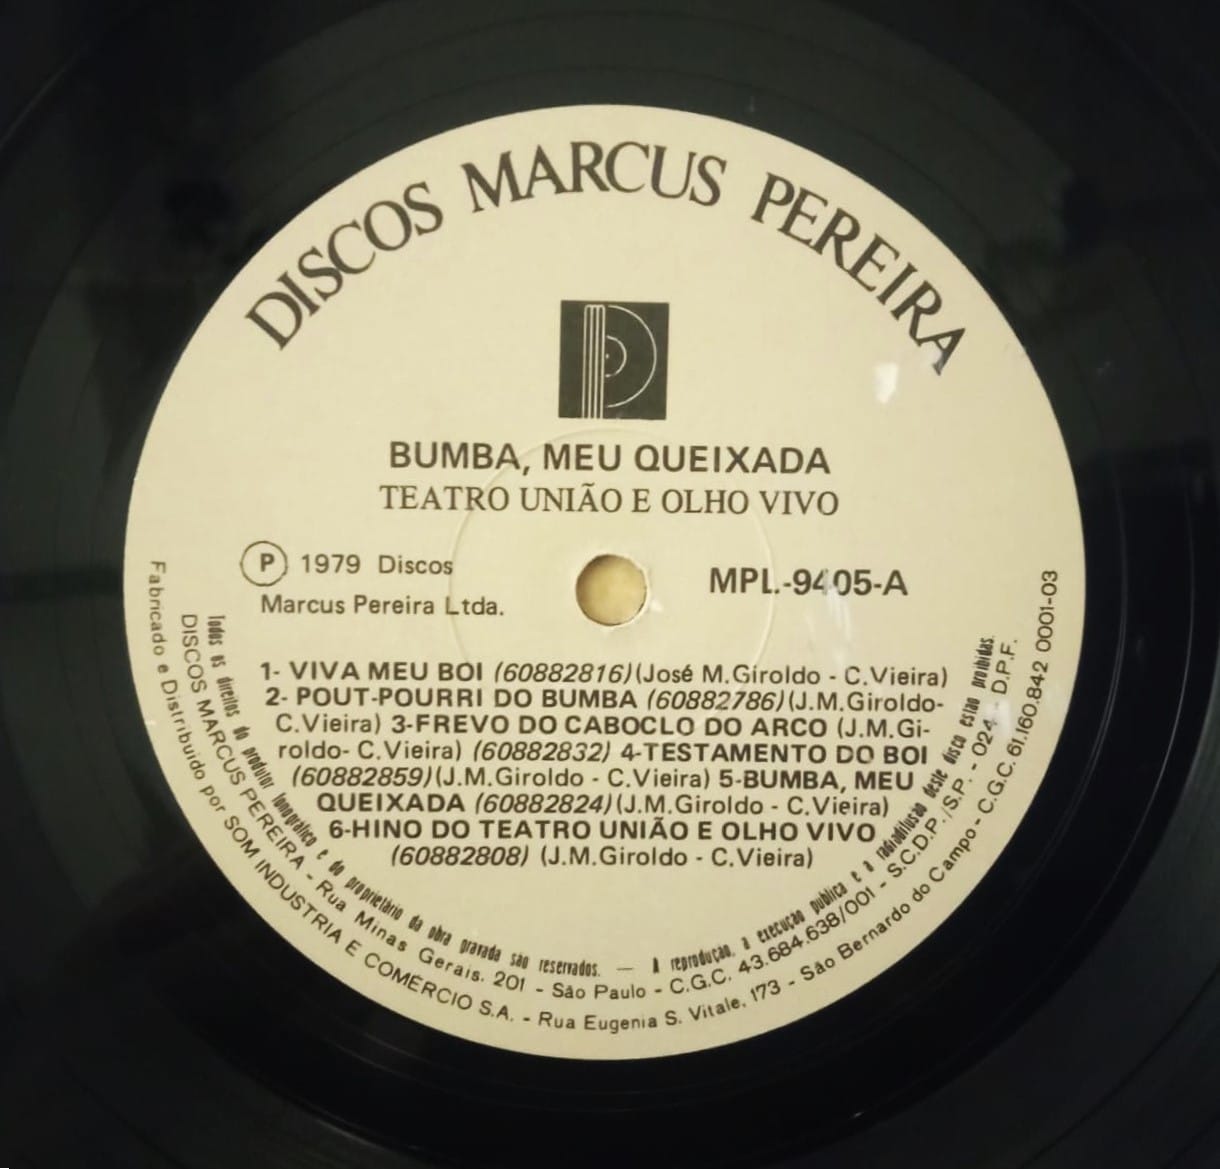 DISCOS MARCUS PEREIRA
BUMBA, MEU QUEIXADA
TEATRO UNIÃO E OLHO VIVO
Ⓟ 1979 Discos
Marcus Pereira Ltda.
MPL.-9405-A
1- VIVA MEU BOI (60882816)(José M.Giroldo - C.Vieira)
2- POUT-POURRI DO BUMBA (60882786)(J.M.Giroldo-
C.Vieira) 3-FREVO DO CABOCLO DO ARCO (J.M.Gi-
roldo- C.Vieira) (60882832) 4-TESTAMENTO DO BOI
(60882859)(J.M.Giroldo - C.Vieira) 5-BUMBA, MEU
QUEIXADA (60882824)(J.M.Giroldo - C.Vieira)
6-HINO DO TEATRO UNIÃO E OLHO VIVO
(60882808) (J.M.Giroldo - C.Vieira)
Todos os direitos do produtor fonográfico e do proprietário da obra gravada são reservados. — A reprodução, a execução pública e a radiodifusão deste disco estão proibidas.
DISCOS MARCUS PEREIRA - Rua Minas Gerais, 201 - São Paulo - C.G.C. 43.684.638/001 - S.C.D.P./S.P. - 024 - D.P.F.
Fabricado e Distribuido por SOM INDUSTRIA E COMÉRCIO S.A. - Rua Eugenia S. Vitale, 173 - São Bernardo do Campo - C.G.C. 61.160.842 0001-03